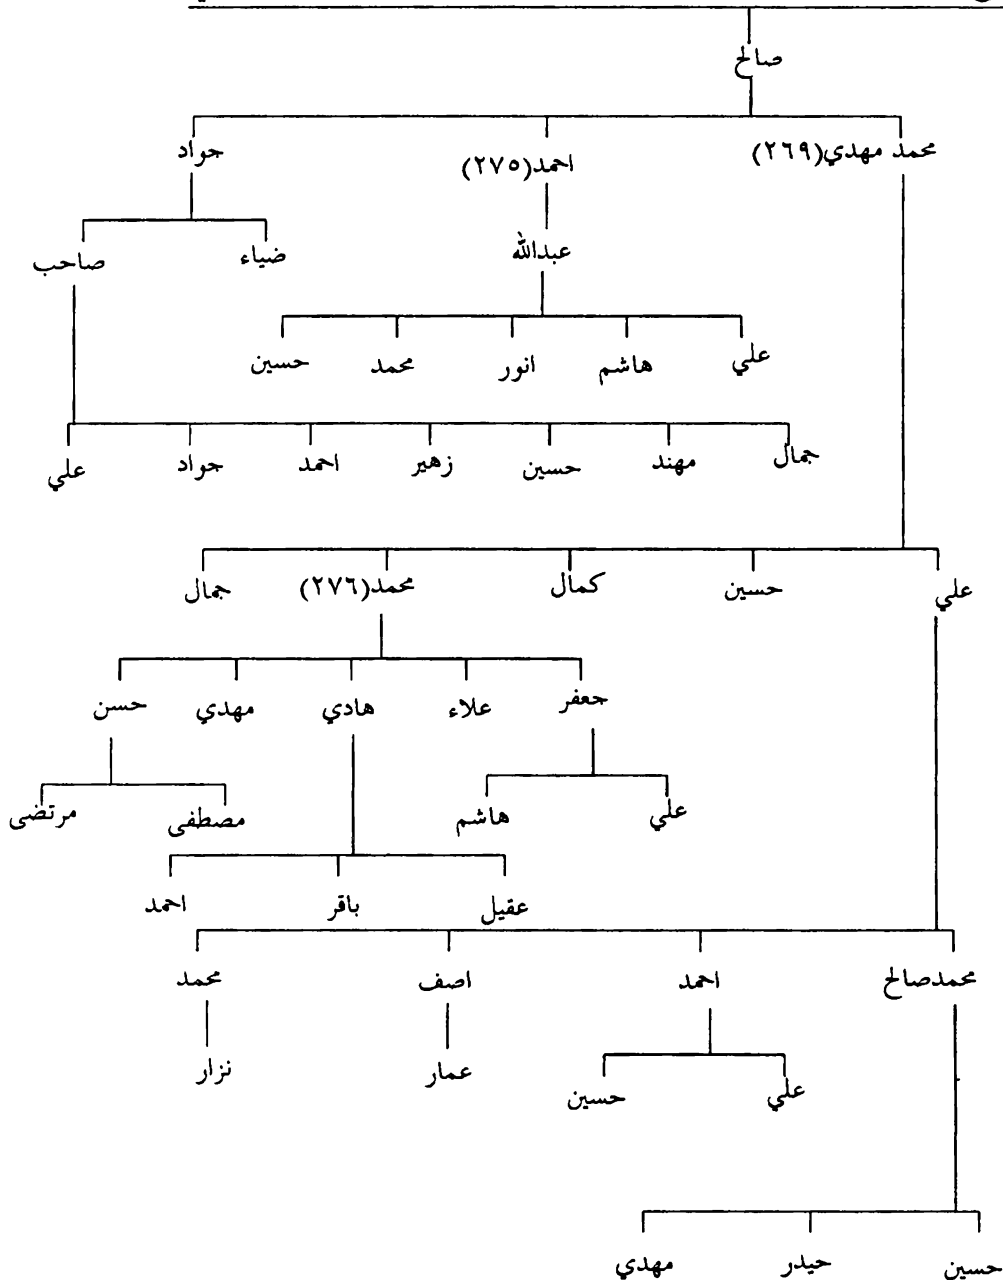 صالح
محمد مهدي(٢٦٩) احمد(٢٧٥) جواد
عبدالله ضياء صاحب
علي هاشم انور محمد حسين
جمال مهند حسين زهير احمد جواد علي
علي حسين كمال محمد(٢٧٦) جمال
جعفر علاء هادي مهدي حسن
علي هاشم مصطفى مرتضى
عقيل باقر احمد
محمدصالح احمد اصف محمد
علي حسين عمار نزار
حسين حيدر مهدي